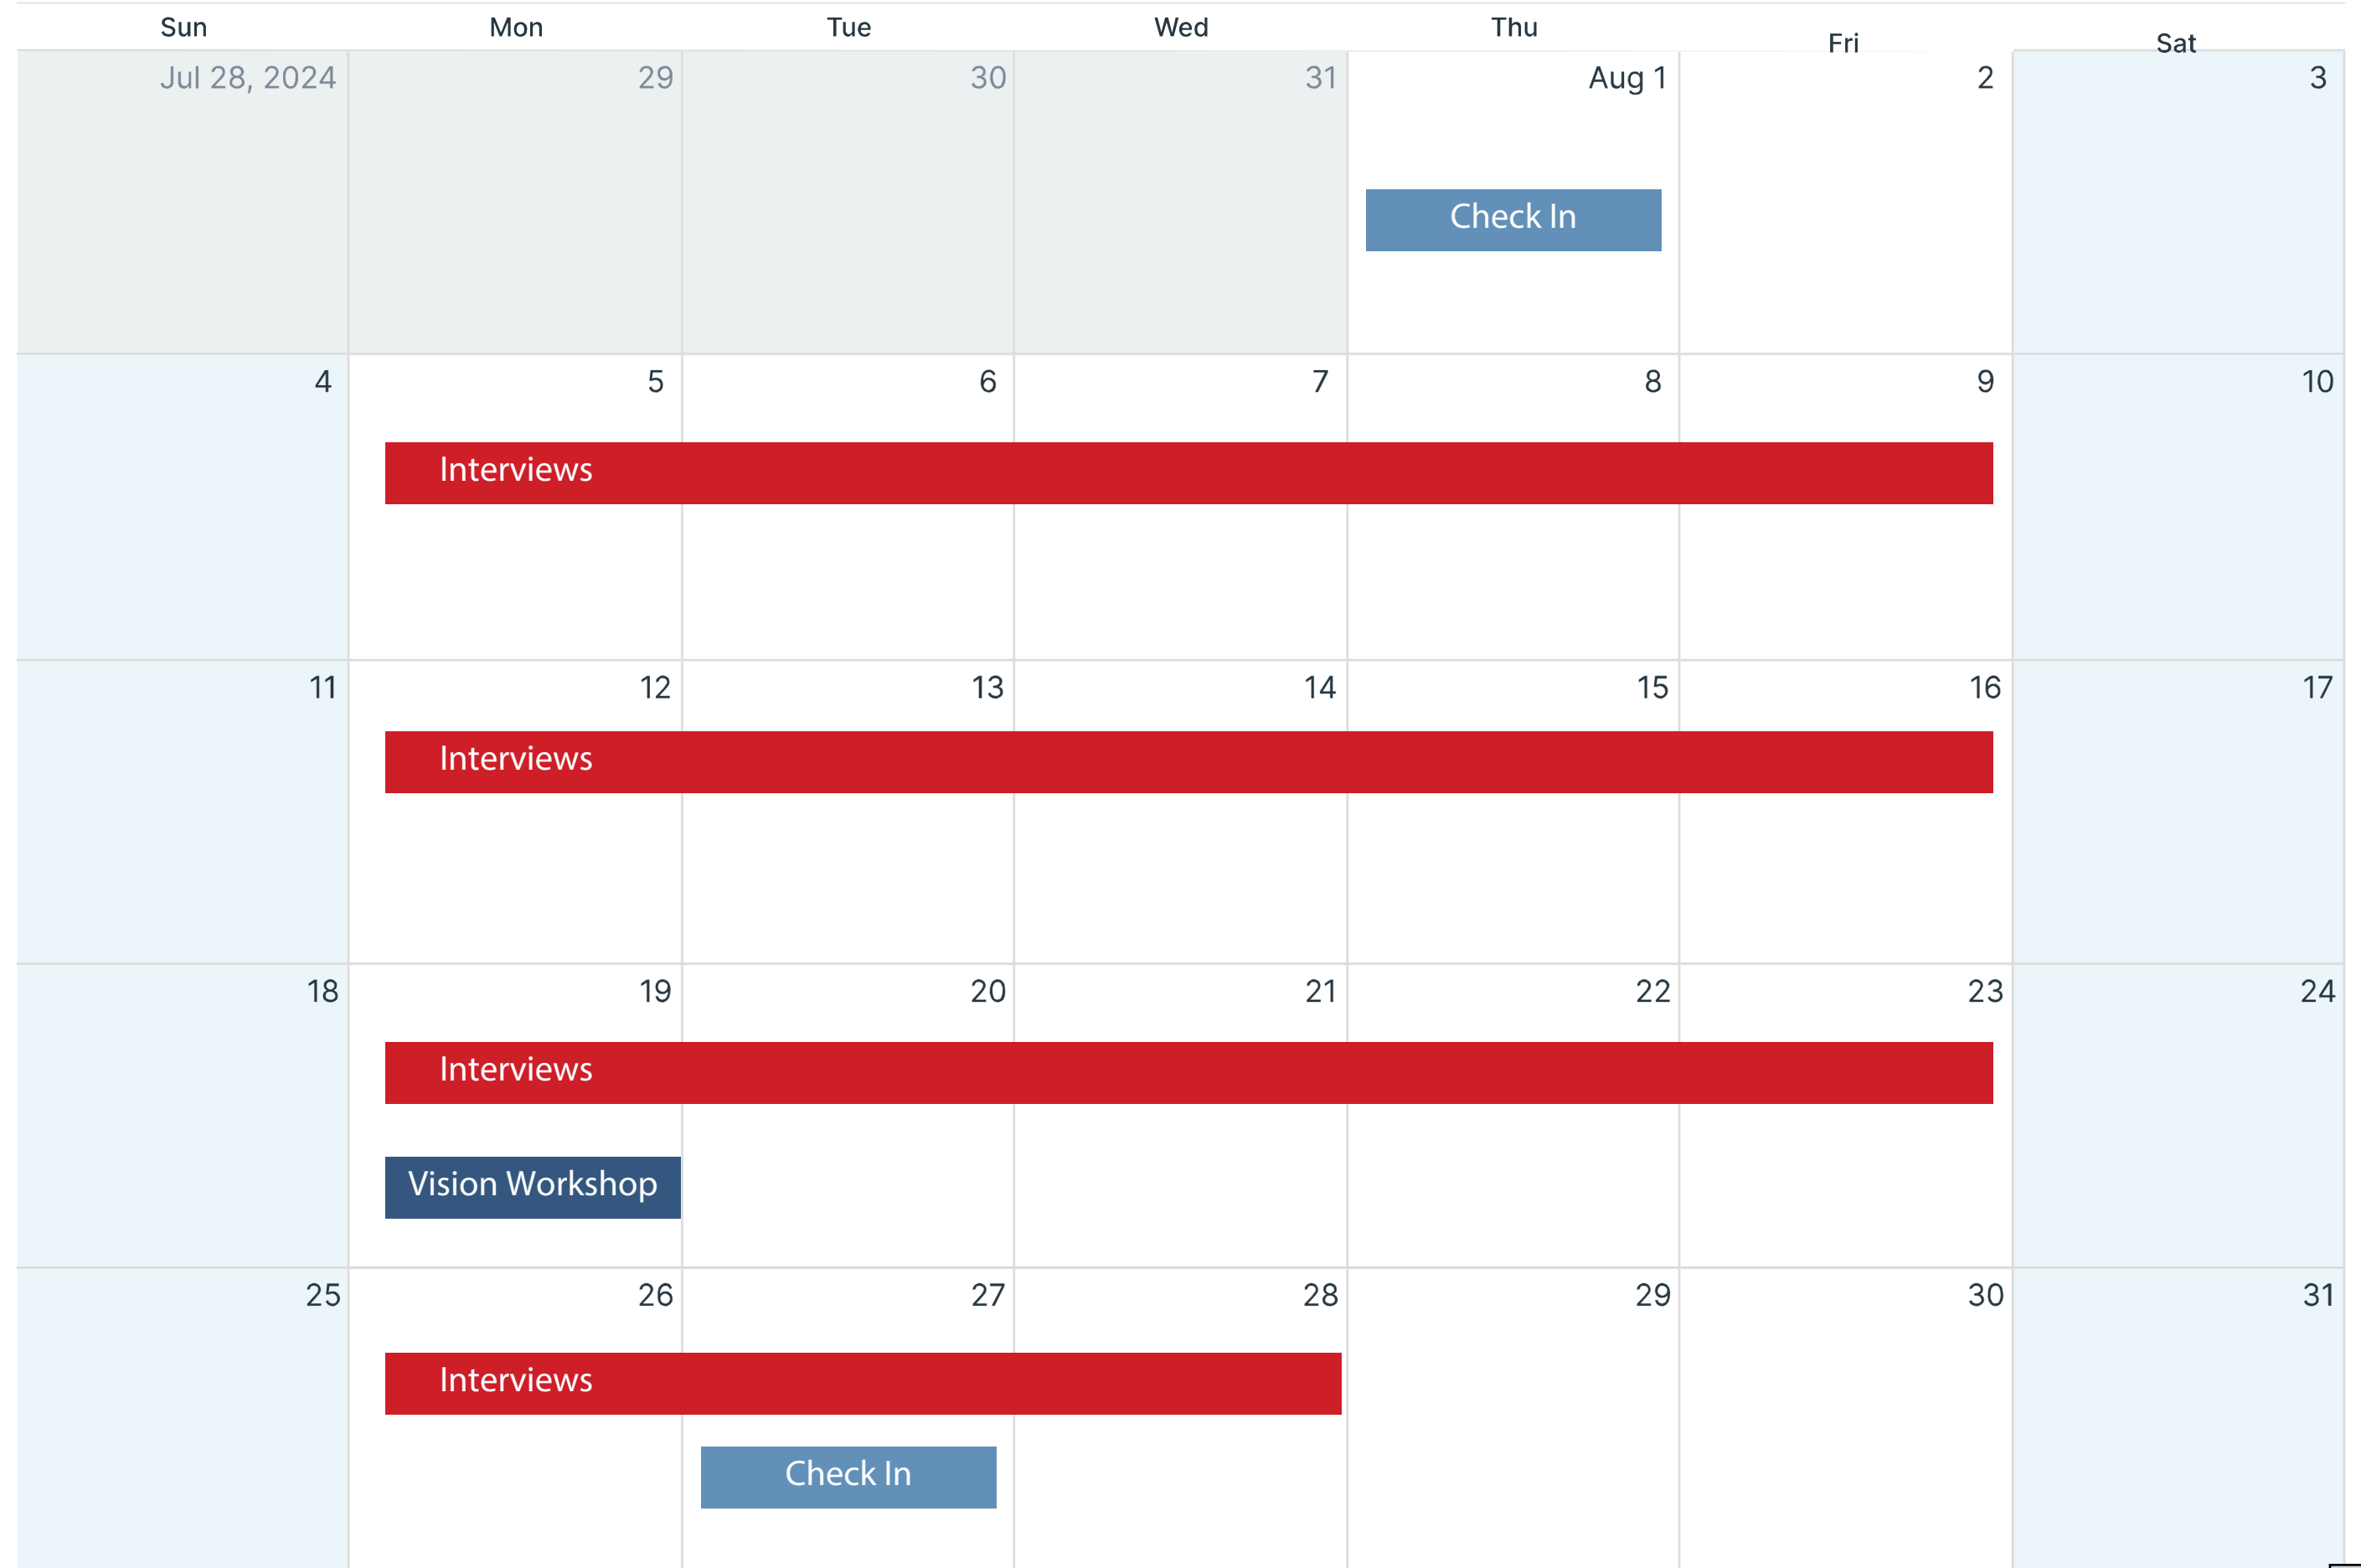 Sun Mon Tue Wed Thu Fri Sat
Jul 28, 2024 29 30 31 Aug 1 2 3
Check In
4 5 6 7 8 9 10
Interviews
11 12 13 14 15 16 17
Interviews
18 19 20 21 22 23 24
Interviews
Vision Workshop
25 26 27 28 29 30 31
Interviews
Check In